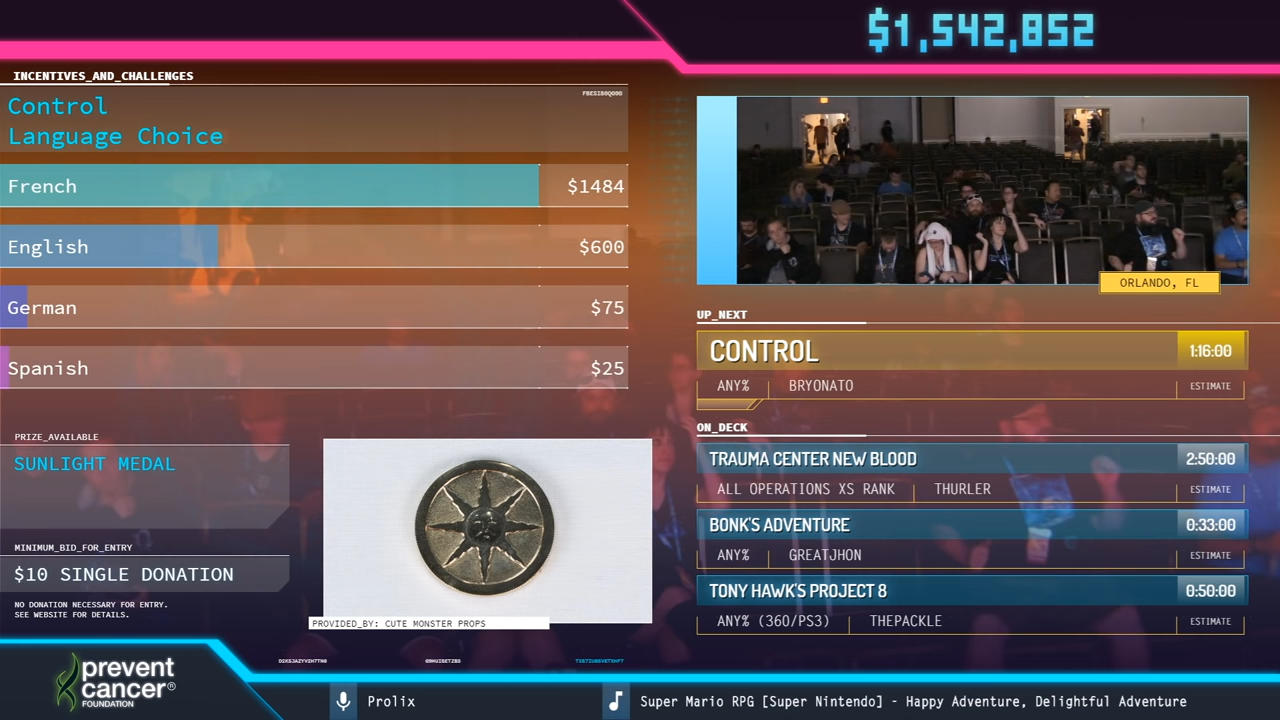 $1,542,852
INCENTIVES_AND_CHALLENGES
Control
Language Choice
French $1484
English $600
German $75
Spanish $25
PRIZE_AVAILABLE
SUNLIGHT MEDAL
MINIMUM_BID_FOR_ENTRY
$10 SINGLE DONATION
NO DONATION NECESSARY FOR ENTRY.
SEE WEBSITE FOR DETAILS.
PROVIDED_BY: CUTE MONSTER PROPS
ORLANDO, FL
UP_NEXT
CONTROL 1:16:00
ANY% BRYONATO ESTIMATE
ON_DECK
TRAUMA CENTER NEW BLOOD 2:50:00
ALL OPERATIONS XS RANK THURLER ESTIMATE
BONK'S ADVENTURE 0:33:00
ANY% GREATJHON ESTIMATE
TONY HAWK'S PROJECT 8 0:50:00
ANY% (360/PS3) THEPACKLE ESTIMATE
prevent
cancer®
FOUNDATION
Prolix
Super Mario RPG [Super Nintendo] - Happy Adventure, Delightful Adventure